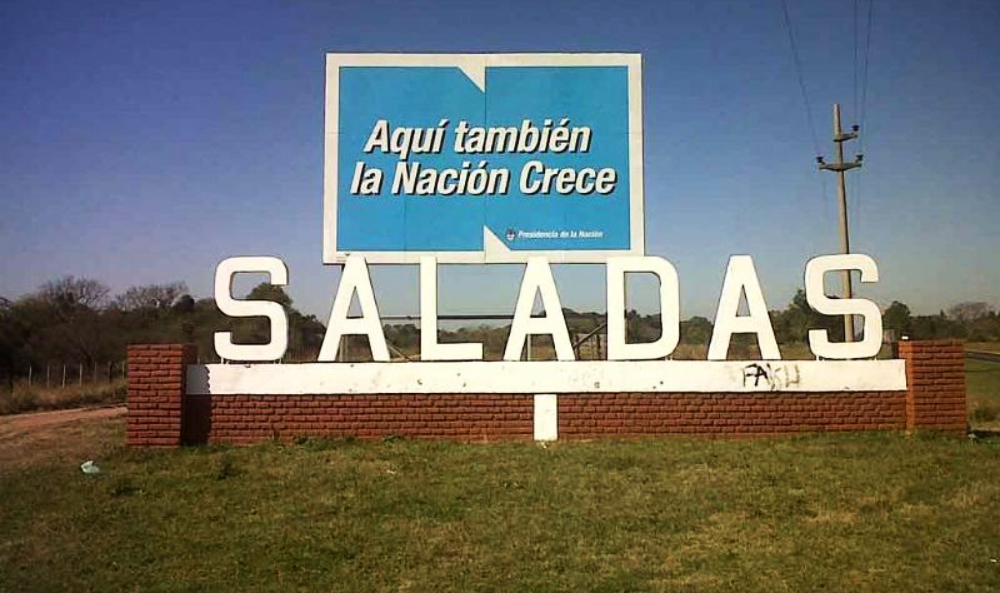 Aquí también
la Nación Crece
Presidencia de la Nación
SALADAS